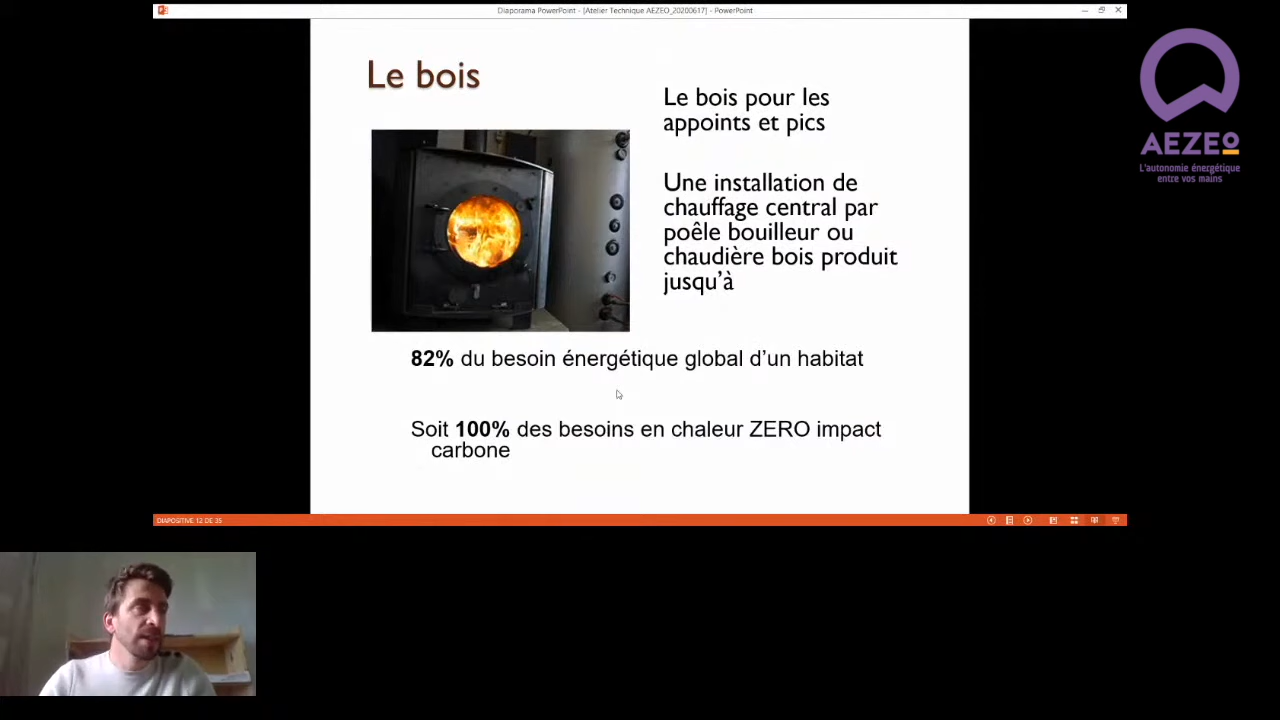 Diaporama PowerPoint - [Atelier Technique AEZEO_20200617] - PowerPoint
Le bois
Le bois pour les
appoints et pics
Une installation de
chauffage central par
poêle bouilleur ou
chaudière bois produit
jusqu’à
82% du besoin énergétique global d’un habitat
Soit 100% des besoins en chaleur ZERO impact
carbone
DIAPOSITIVE 12 DE 35
AEZEO
L'autonomie énergétique
entre vos mains